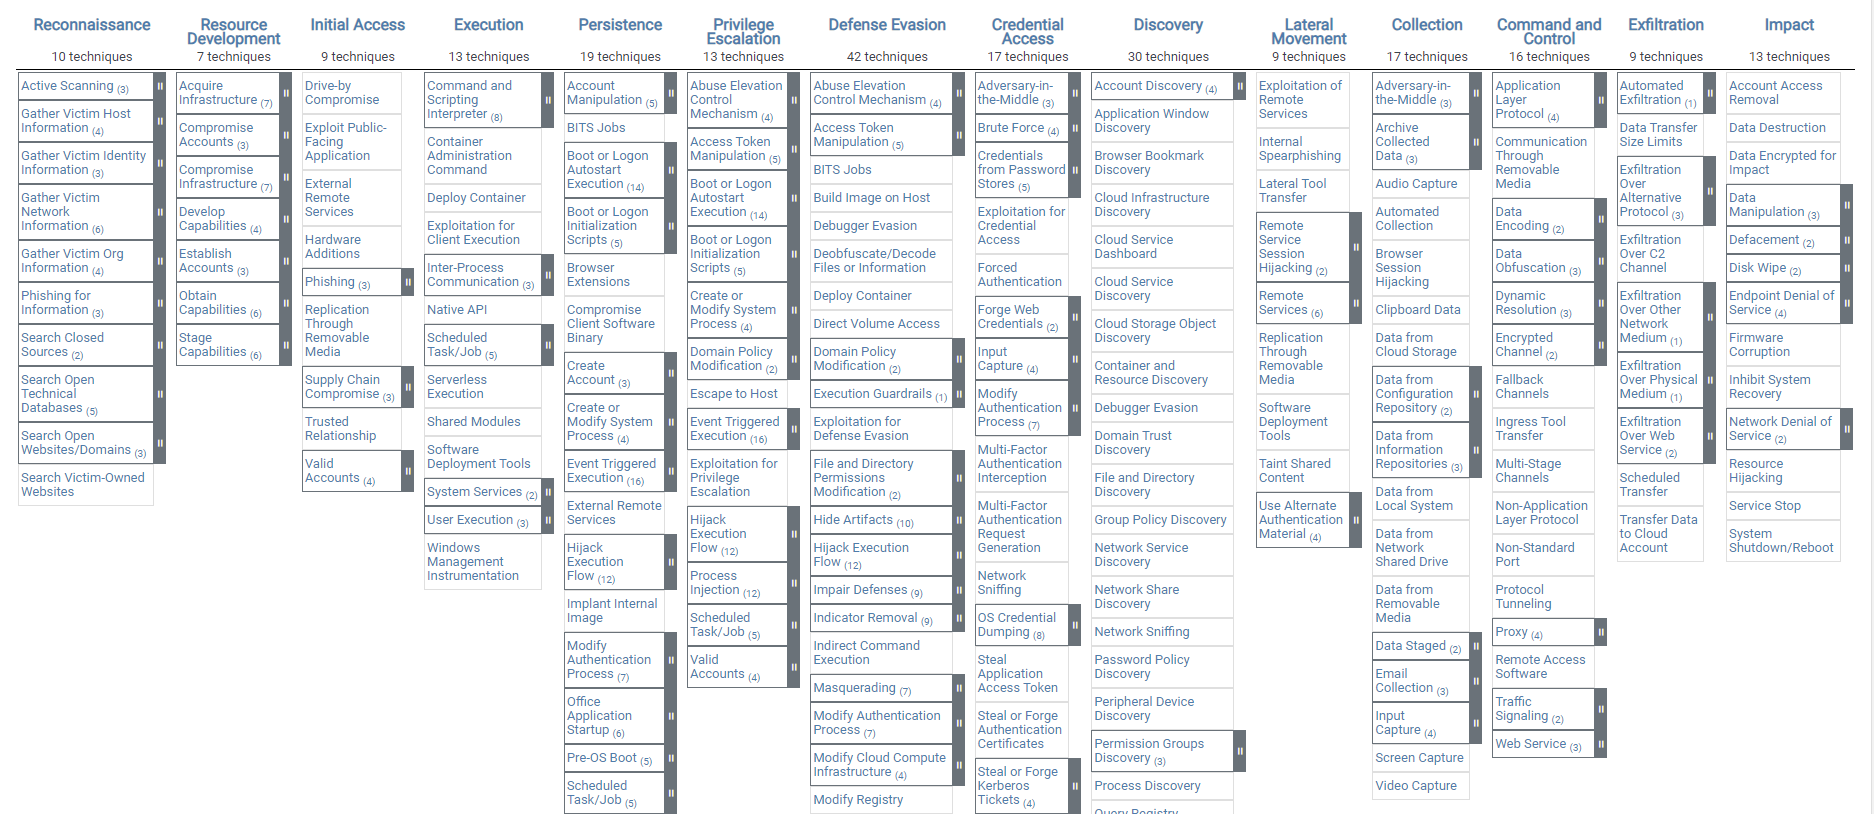 Reconnaissance
10 techniques
Active Scanning (3)
Gather Victim Host
Information (4)
Gather Victim Identity
Information (3)
Gather Victim
Network
Information (6)
Gather Victim Org
Information (4)
Phishing for
Information (3)
Search Closed
Sources (2)
Search Open
Technical
Databases (5)
Search Open
Websites/Domains (3)
Search Victim-Owned
Websites
Resource
Development
7 techniques
Acquire
Infrastructure (7)
Compromise
Accounts (3)
Compromise
Infrastructure (7)
Develop
Capabilities (4)
Establish
Accounts (3)
Obtain
Capabilities (6)
Stage
Capabilities (6)
Initial Access
9 techniques
Drive-by
Compromise
Exploit Public-
Facing
Application
External
Remote
Services
Hardware
Additions
Phishing (3)
Replication
Through
Removable
Media
Supply Chain
Compromise (3)
Trusted
Relationship
Valid
Accounts (4)
Execution
13 techniques
Command and
Scripting
Interpreter (8)
Container
Administration
Command
Deploy Container
Exploitation for
Client Execution
Inter-Process
Communication (3)
Native API
Scheduled
Task/Job (5)
Serverless
Execution
Shared Modules
Software
Deployment Tools
System Services (2)
User Execution (3)
Windows
Management
Instrumentation
Persistence
19 techniques
Account
Manipulation (5)
BITS Jobs
Boot or Logon
Autostart
Execution (14)
Boot or Logon
Initialization
Scripts (5)
Browser
Extensions
Compromise
Client Software
Binary
Create
Account (3)
Create or
Modify System
Process (4)
Event Triggered
Execution (16)
External Remote
Services
Hijack
Execution
Flow (12)
Implant Internal
Image
Modify
Authentication
Process (7)
Office
Application
Startup (6)
Pre-OS Boot (5)
Scheduled
Task/Job (5)
Privilege
Escalation
13 techniques
Abuse Elevation
Control
Mechanism (4)
Access Token
Manipulation (5)
Boot or Logon
Autostart
Execution (14)
Boot or Logon
Initialization
Scripts (5)
Create or
Modify System
Process (4)
Domain Policy
Modification (2)
Escape to Host
Event Triggered
Execution (16)
Exploitation for
Privilege
Escalation
Hijack
Execution
Flow (12)
Process
Injection (12)
Scheduled
Task/Job (5)
Valid
Accounts (4)
Defense Evasion
42 techniques
Abuse Elevation
Control Mechanism (4)
Access Token
Manipulation (5)
BITS Jobs
Build Image on Host
Debugger Evasion
Deobfuscate/Decode
Files or Information
Deploy Container
Direct Volume Access
Domain Policy
Modification (2)
Execution Guardrails (1)
Exploitation for
Defense Evasion
File and Directory
Permissions
Modification (2)
Hide Artifacts (10)
Hijack Execution
Flow (12)
Impair Defenses (9)
Indicator Removal (9)
Indirect Command
Execution
Masquerading (7)
Modify Authentication
Process (7)
Modify Cloud Compute
Infrastructure (4)
Modify Registry
Credential
Access
17 techniques
Adversary-in-
the-Middle (3)
Brute Force (4)
Credentials
from Password
Stores (5)
Exploitation for
Credential
Access
Forced
Authentication
Forge Web
Credentials (2)
Input
Capture (4)
Modify
Authentication
Process (7)
Multi-Factor
Authentication
Interception
Multi-Factor
Authentication
Request
Generation
Network
Sniffing
OS Credential
Dumping (8)
Steal
Application
Access Token
Steal or Forge
Authentication
Certificates
Steal or Forge
Kerberos
Tickets (4)
Discovery
30 techniques
Account Discovery (4)
Application Window
Discovery
Browser Bookmark
Discovery
Cloud Infrastructure
Discovery
Cloud Service
Dashboard
Cloud Service
Discovery
Cloud Storage Object
Discovery
Container and
Resource Discovery
Debugger Evasion
Domain Trust
Discovery
File and Directory
Discovery
Group Policy Discovery
Network Service
Discovery
Network Share
Discovery
Network Sniffing
Password Policy
Discovery
Peripheral Device
Discovery
Permission Groups
Discovery (3)
Process Discovery
Query Registry
Lateral
Movement
9 techniques
Exploitation of
Remote
Services
Internal
Spearphishing
Lateral Tool
Transfer
Remote
Service
Session
Hijacking (2)
Remote
Services (6)
Replication
Through
Removable
Media
Software
Deployment
Tools
Taint Shared
Content
Use Alternate
Authentication
Material (4)
Collection
17 techniques
Adversary-in-
the-Middle (3)
Archive
Collected
Data (3)
Audio Capture
Automated
Collection
Browser
Session
Hijacking
Clipboard Data
Data from
Cloud Storage
Data from
Configuration
Repository (2)
Data from
Information
Repositories (3)
Data from
Local System
Data from
Network
Shared Drive
Data from
Removable
Media
Data Staged (2)
Email
Collection (3)
Input
Capture (4)
Screen Capture
Video Capture
Command and
Control
16 techniques
Application
Layer
Protocol (4)
Communication
Through
Removable
Media
Data
Encoding (2)
Data
Obfuscation (3)
Dynamic
Resolution (3)
Encrypted
Channel (2)
Fallback
Channels
Ingress Tool
Transfer
Multi-Stage
Channels
Non-Application
Layer Protocol
Non-Standard
Port
Protocol
Tunneling
Proxy (4)
Remote Access
Software
Traffic
Signaling (2)
Web Service (3)
Exfiltration
9 techniques
Automated
Exfiltration (1)
Data Transfer
Size Limits
Exfiltration
Over
Alternative
Protocol (3)
Exfiltration
Over C2
Channel
Exfiltration
Over Other
Network
Medium (1)
Exfiltration
Over Physical
Medium (1)
Exfiltration
Over Web
Service (2)
Scheduled
Transfer
Transfer Data
to Cloud
Account
Impact
13 techniques
Account Access
Removal
Data Destruction
Data Encrypted for
Impact
Data
Manipulation (3)
Defacement (2)
Disk Wipe (2)
Endpoint Denial of
Service (4)
Firmware
Corruption
Inhibit System
Recovery
Network Denial of
Service (2)
Resource
Hijacking
Service Stop
System
Shutdown/Reboot